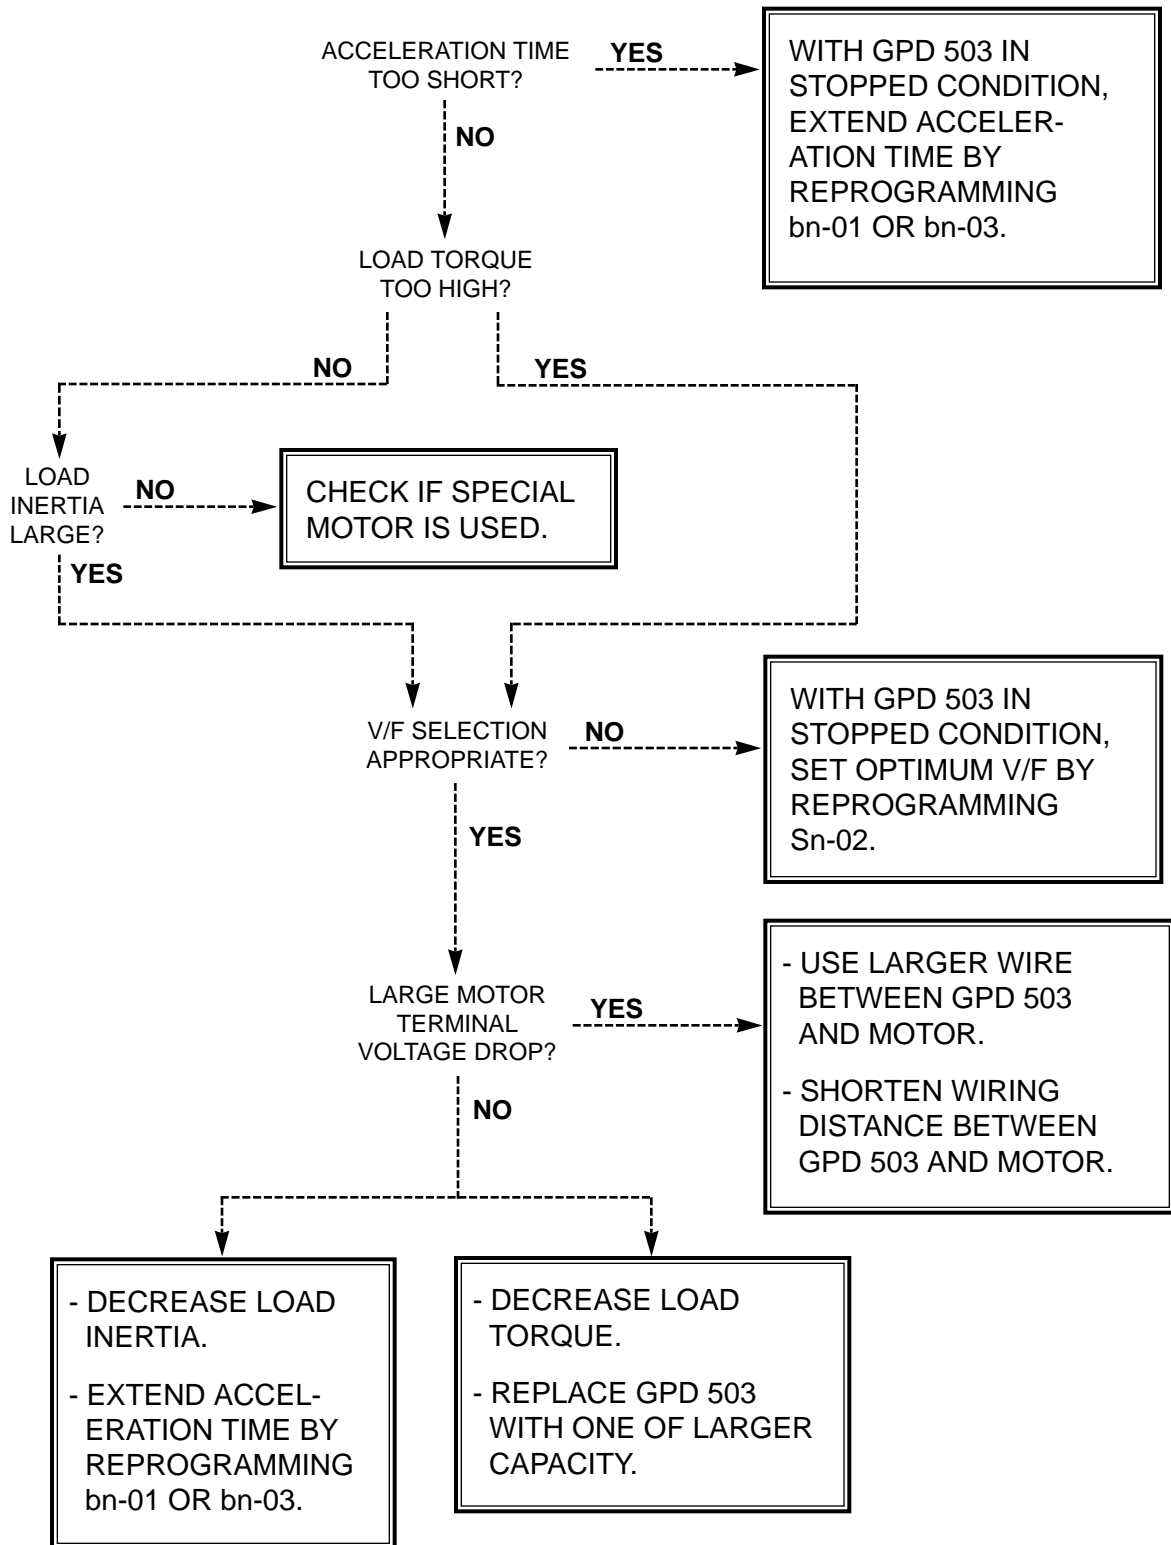 ACCELERATION TIME
TOO SHORT?
YES
WITH GPD 503 IN
STOPPED CONDITION,
EXTEND ACCELER-
ATION TIME BY
REPROGRAMMING
bn-01 OR bn-03.
NO
LOAD TORQUE
TOO HIGH?
NO
YES
LOAD
INERTIA
LARGE?
NO
CHECK IF SPECIAL
MOTOR IS USED.
YES
V/F SELECTION
APPROPRIATE?
NO
WITH GPD 503 IN
STOPPED CONDITION,
SET OPTIMUM V/F BY
REPROGRAMMING
Sn-02.
YES
LARGE MOTOR
TERMINAL
VOLTAGE DROP?
YES
- USE LARGER WIRE
BETWEEN GPD 503
AND MOTOR.
- SHORTEN WIRING
DISTANCE BETWEEN
GPD 503 AND MOTOR.
NO
- DECREASE LOAD
INERTIA.
- EXTEND ACCEL-
ERATION TIME BY
REPROGRAMMING
bn-01 OR bn-03.
- DECREASE LOAD
TORQUE.
- REPLACE GPD 503
WITH ONE OF LARGER
CAPACITY.